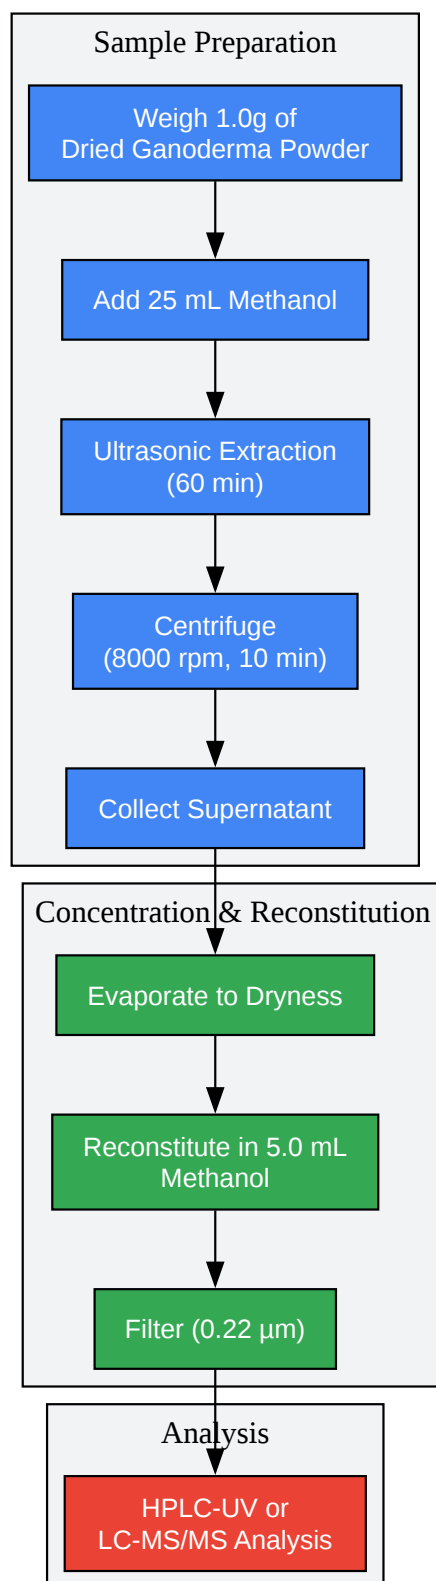 Sample Preparation
Weigh 1.0g of
Dried Ganoderma Powder
Add 25 mL Methanol
Ultrasonic Extraction
(60 min)
Centrifuge
(8000 rpm, 10 min)
Collect Supernatant
Concentration & Reconstitution
Evaporate to Dryness
Reconstitute in 5.0 mL
Methanol
Filter (0.22 µm)
Analysis
HPLC-UV or
LC-MS/MS Analysis